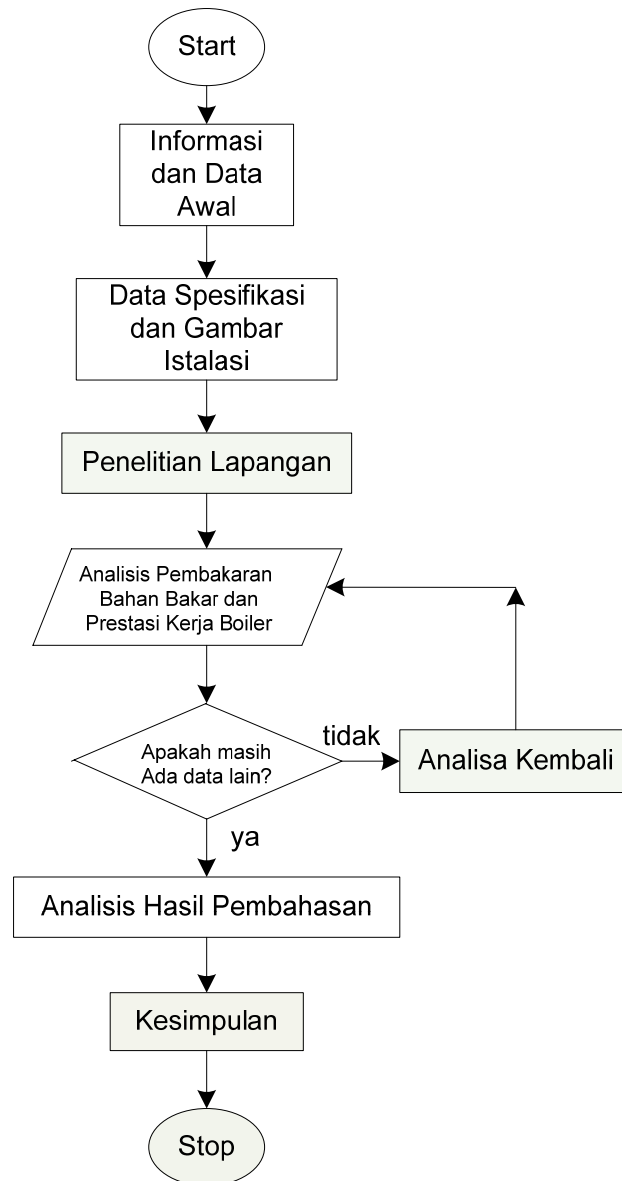 Start
Informasi
dan Data
Awal
Data Spesifikasi
dan Gambar
Istalasi
Penelitian Lapangan
Analisis Pembakaran
Bahan Bakar dan
Prestasi Kerja Boiler
Apakah masih
Ada data lain?
tidak
Analisa Kembali
ya
Analisis Hasil Pembahasan
Kesimpulan
Stop